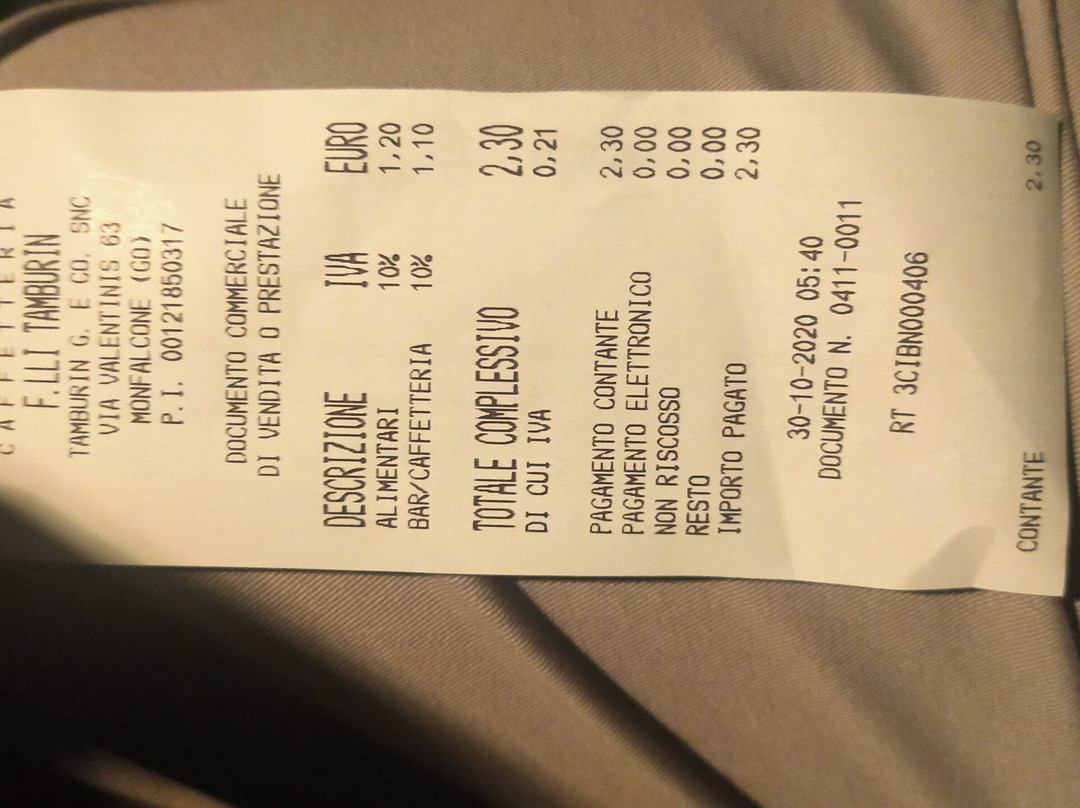 CAFFETTERIA
F.LLI TAMBURIN
TAMBURIN G. E CO. SNC
VIA VALENTINIS 63
MONFALCONE (GO)
P.I. 00121850317
DOCUMENTO COMMERCIALE
DI VENDITA O PRESTAZIONE
DESCRIZIONE IVA EURO
ALIMENTARI 10% 1,20
BAR/CAFFETTERIA 10% 1,10
TOTALE COMPLESSIVO 2,30
DI CUI IVA 0,21
PAGAMENTO CONTANTE 2,30
PAGAMENTO ELETTRONICO 0,00
NON RISCOSSO 0,00
RESTO 0,00
IMPORTO PAGATO 2,30
30-10-2020 05:40
DOCUMENTO N. 0411-0011
RT 3CIBN000406
CONTANTE 2,30